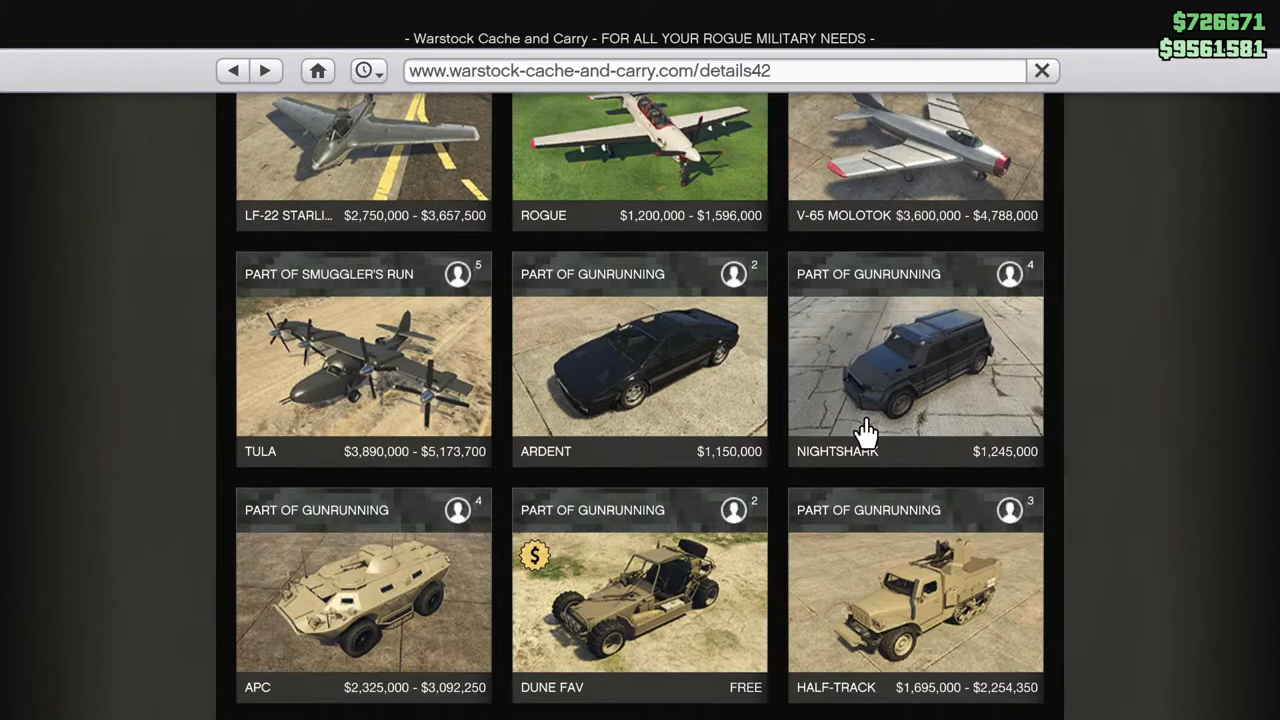 $726671
- Warstock Cache and Carry - FOR ALL YOUR ROGUE MILITARY NEEDS -
$9561581
www.warstock-cache-and-carry.com/details42
LF-22 STARLI... $2,750,000 - $3,657,500
ROGUE $1,200,000 - $1,596,000
V-65 MOLOTOK $3,600,000 - $4,788,000
PART OF SMUGGLER'S RUN 5
PART OF GUNRUNNING 2
PART OF GUNRUNNING 4
TULA $3,890,000 - $5,173,700
ARDENT $1,150,000
NIGHTSHARK $1,245,000
PART OF GUNRUNNING 4
PART OF GUNRUNNING 2
PART OF GUNRUNNING 3
$
APC $2,325,000 - $3,092,250
DUNE FAV FREE
HALF-TRACK $1,695,000 - $2,254,350